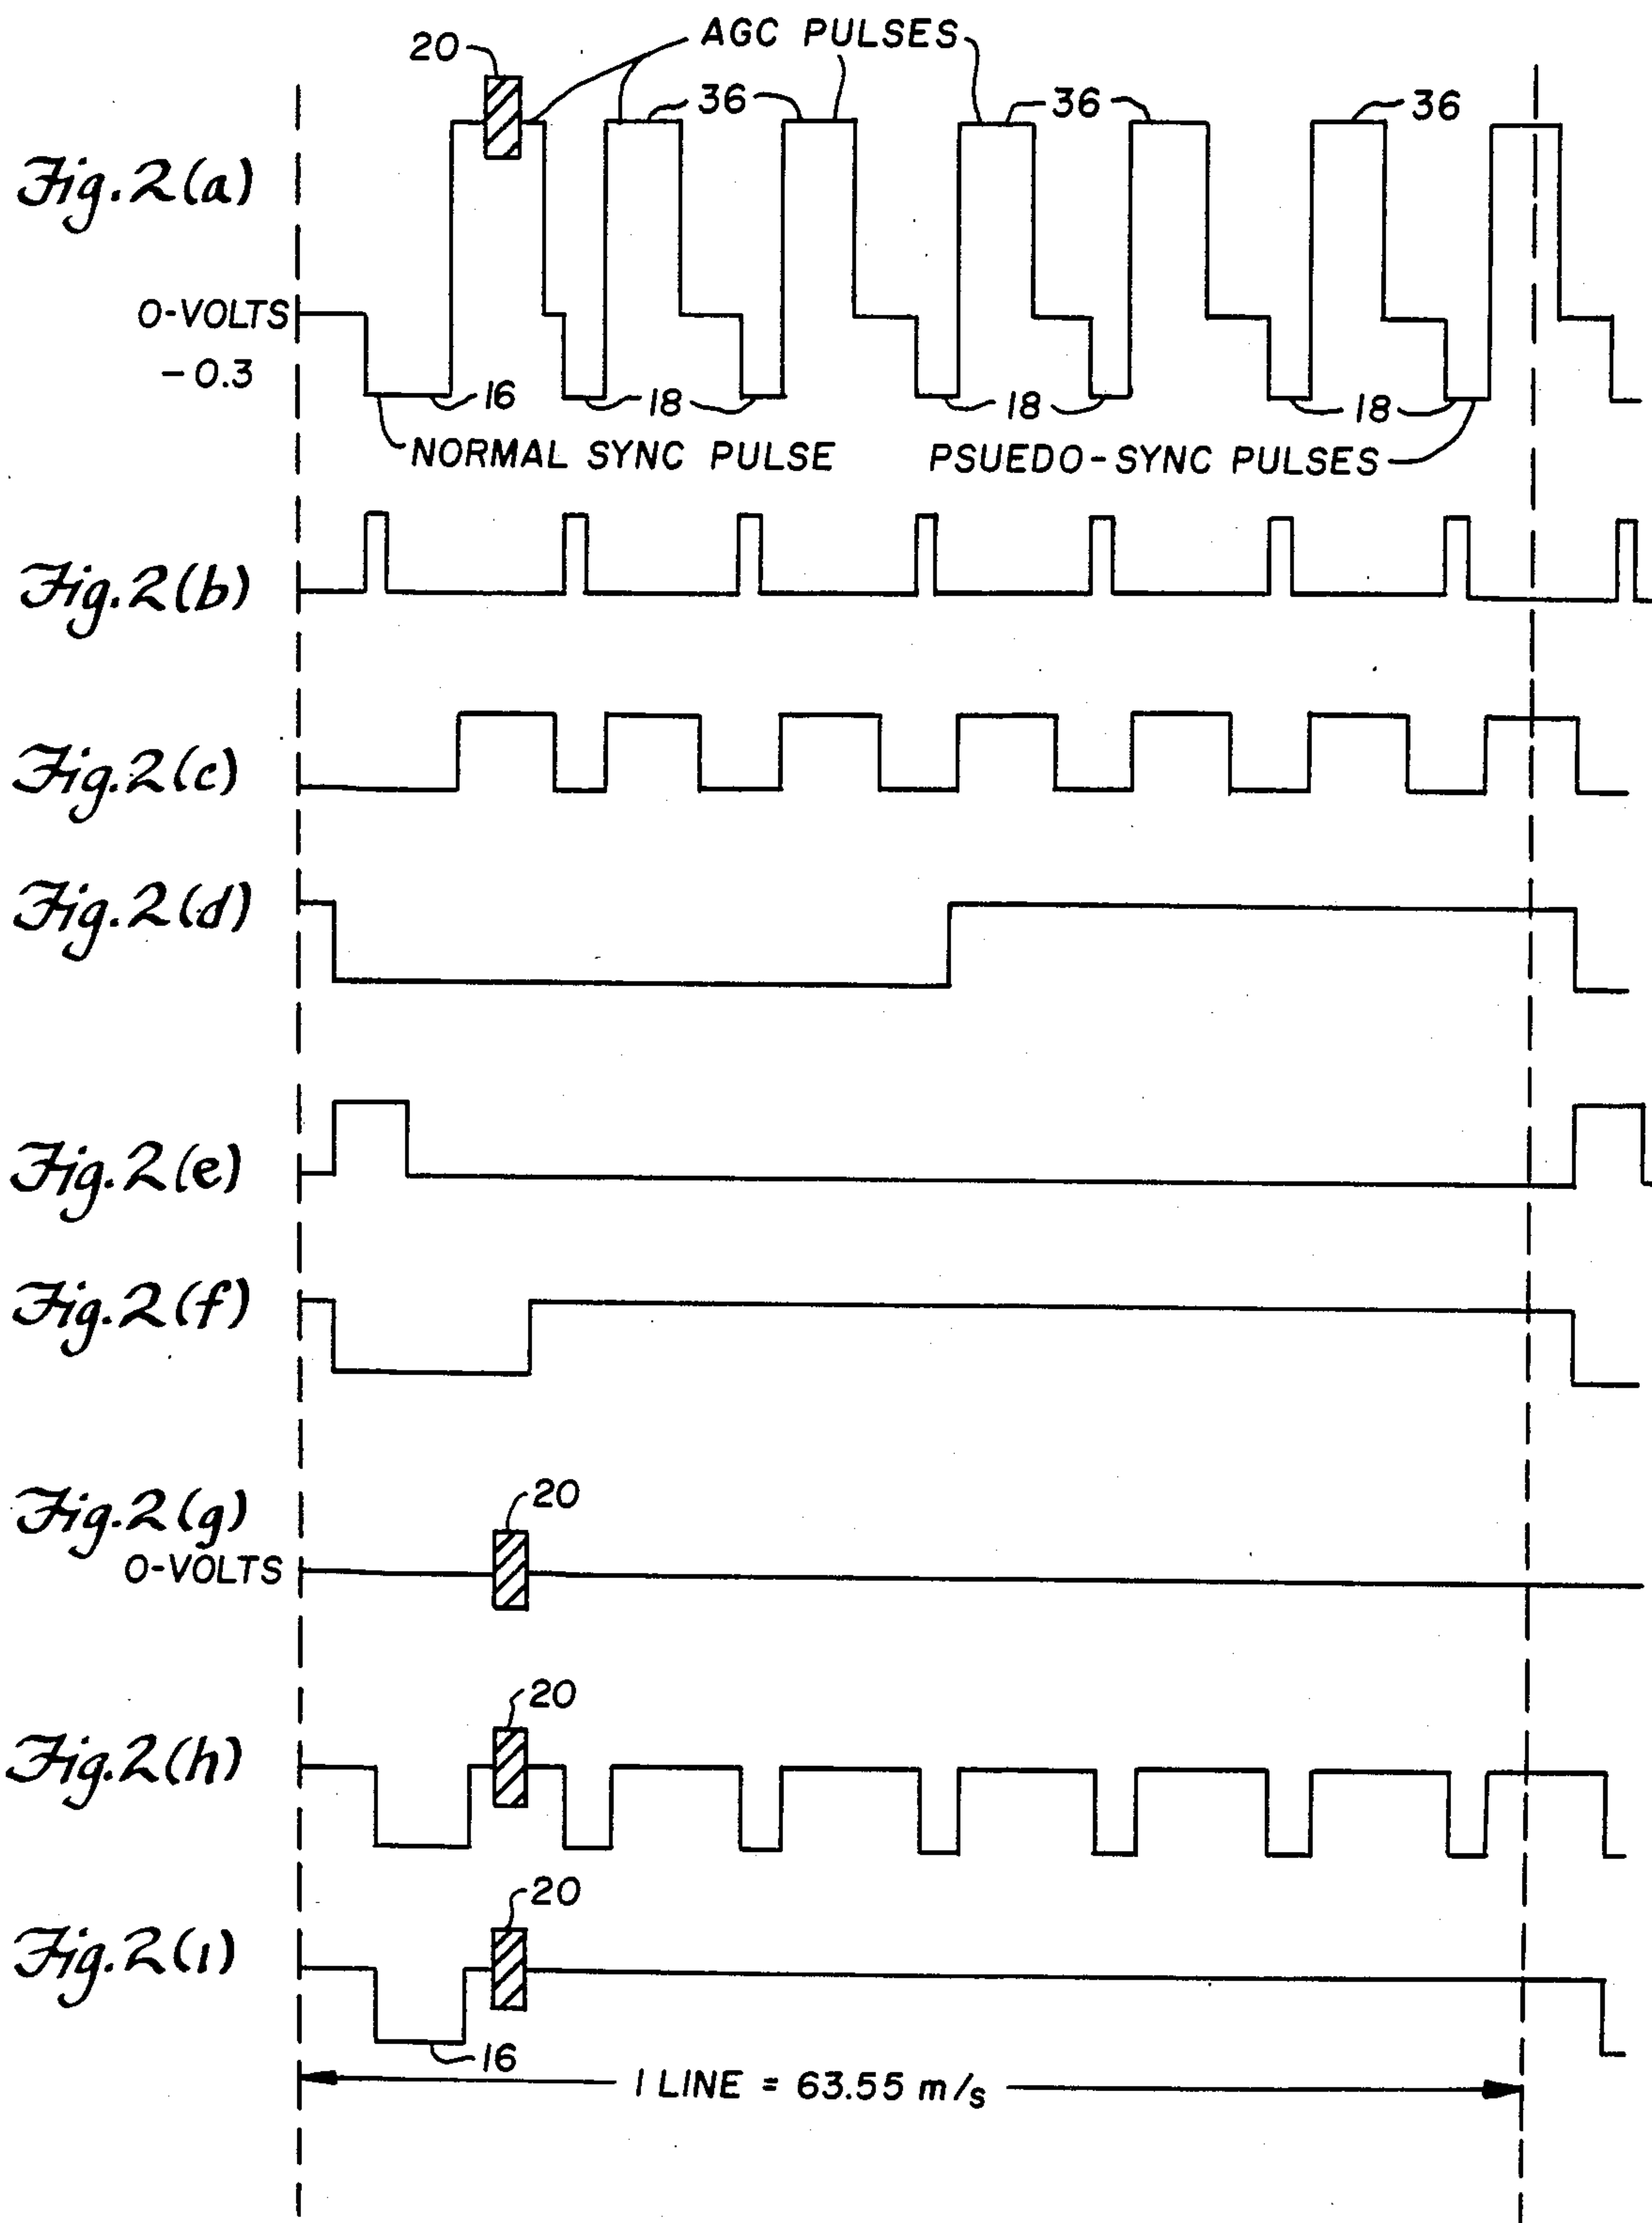 AGC PULSES
20
36
36
36
Fig. 2(a)
0-VOLTS
-0.3
16
18
18
18
NORMAL SYNC PULSE
PSUEDO-SYNC PULSES
Fig. 2(b)
Fig. 2(c)
Fig. 2(d)
Fig. 2(e)
Fig. 2(f)
20
Fig. 2(g)
0-VOLTS
20
Fig. 2(h)
20
Fig. 2(i)
16
1 LINE = 63.55 m/s